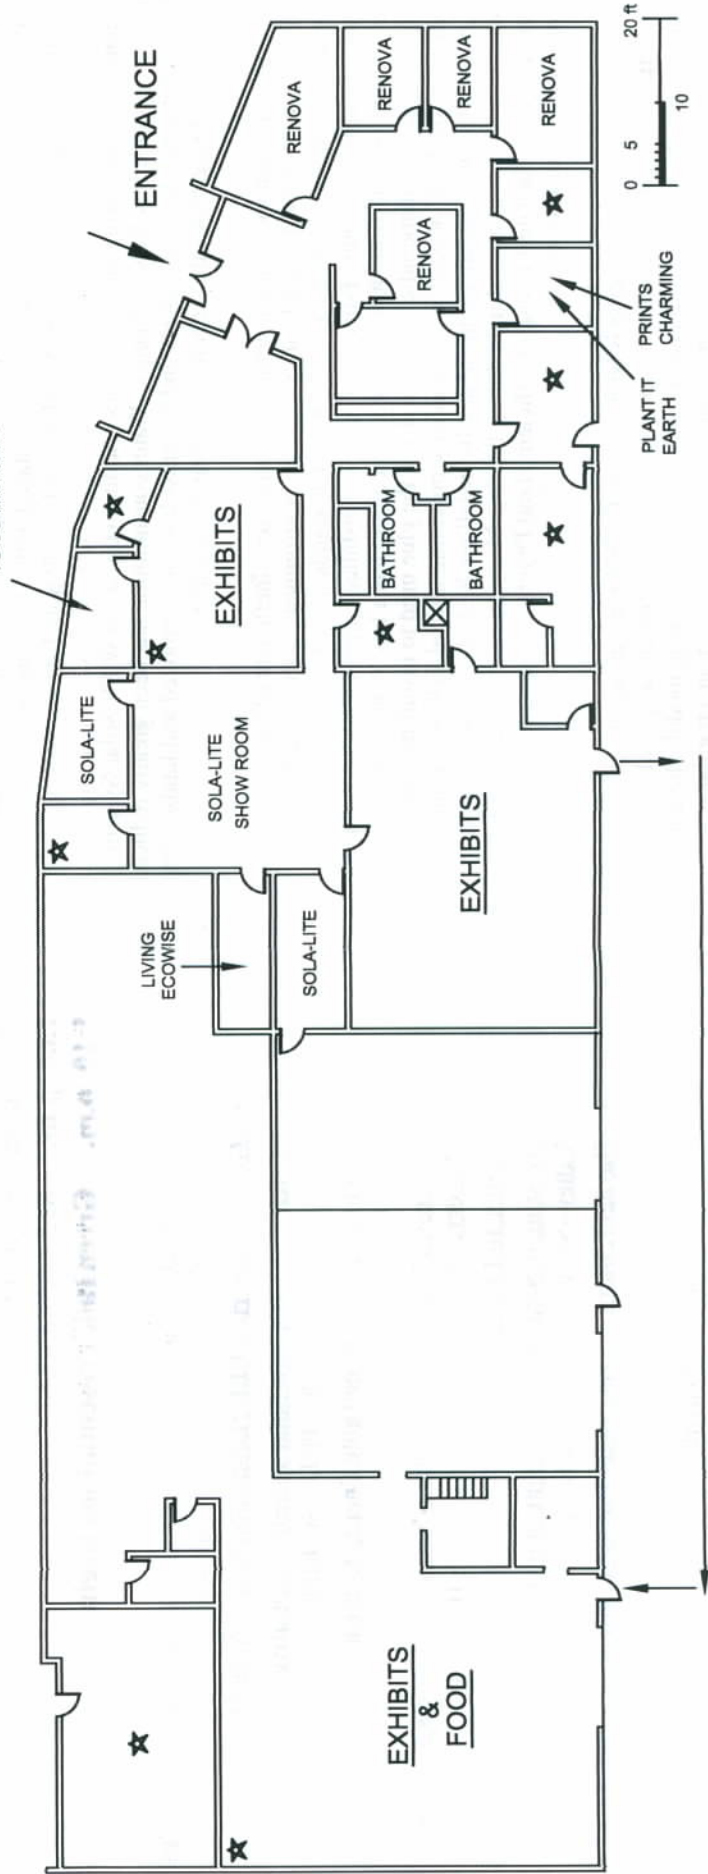 ENTRANCE
RENOVA
RENOVA
RENOVA
RENOVA
RENOVA
20 ft
10
5
0
PRINTS
CHARMING
PLANT IT
EARTH
EXHIBITS
BATHROOM
BATHROOM
SOLA-LITE
SOLA-LITE
SHOW ROOM
LIVING
ECOWISE
SOLA-LITE
EXHIBITS
EXHIBITS
&
FOOD